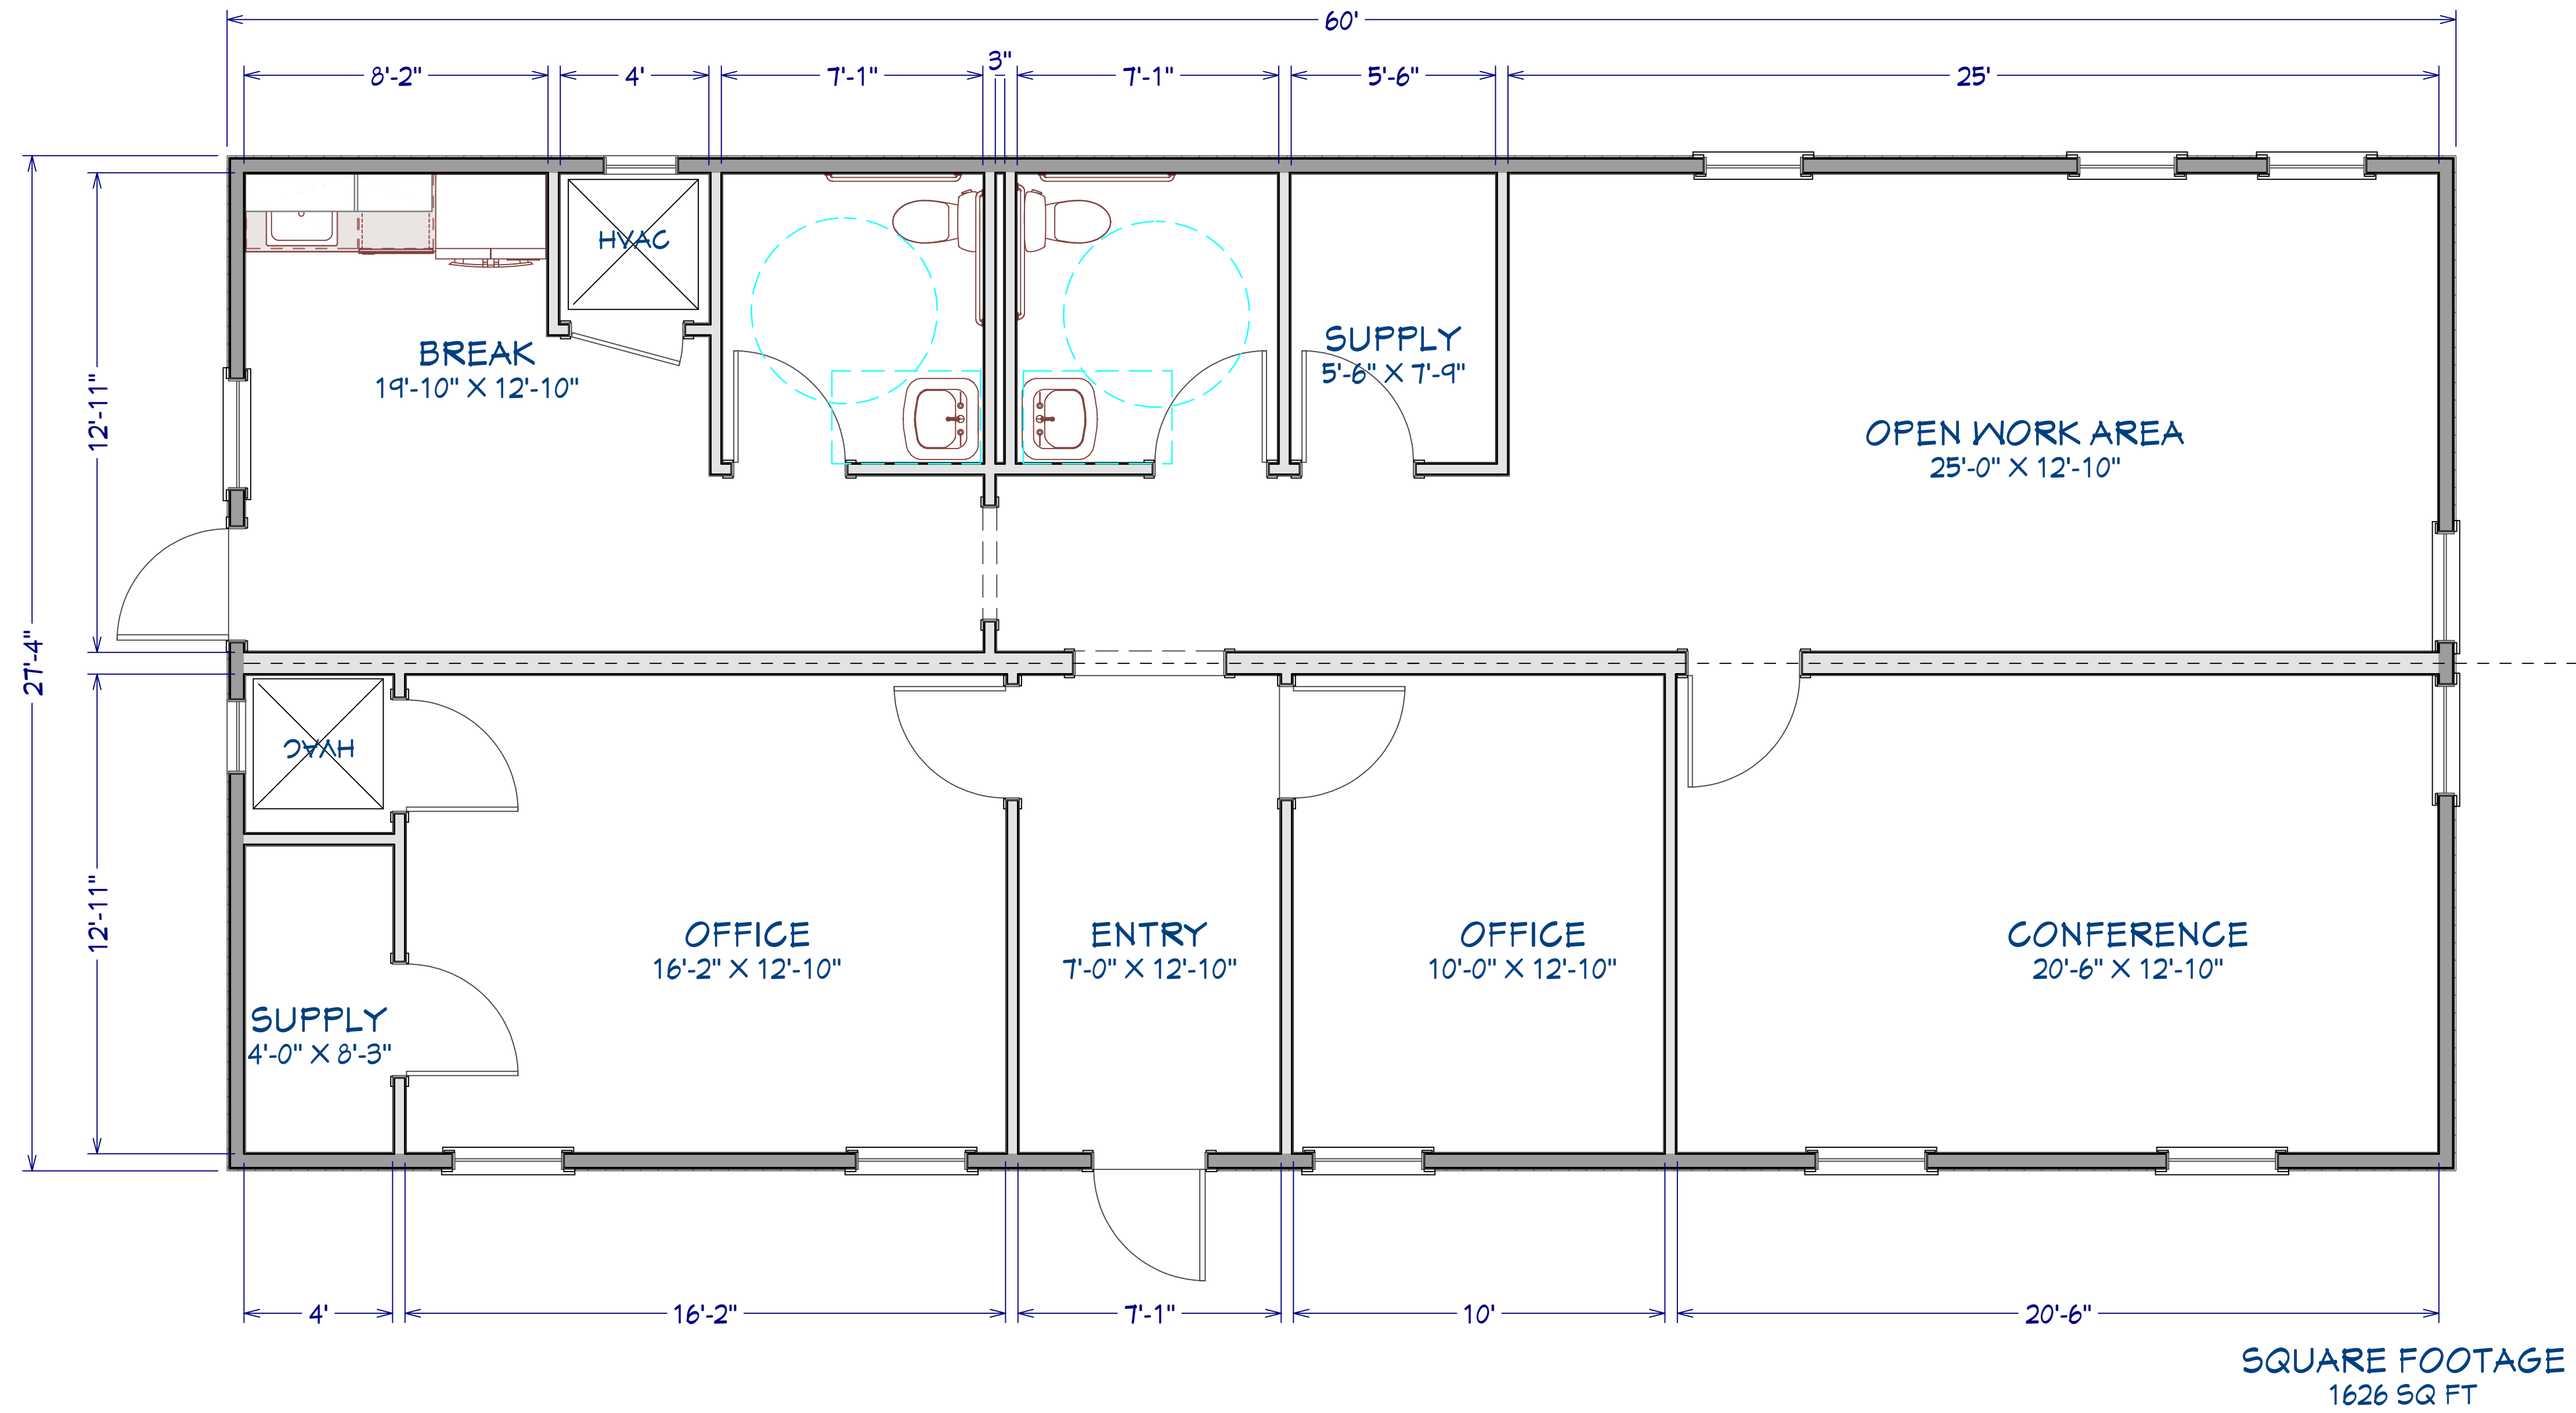 60'
3"
8'-2"
4'
7'-1"
7'-1"
5'-6"
25'
HVAC
SUPPLY
5'-6" X 7'-9"
BREAK
19'-10" X 12'-10"
OPEN WORK AREA
25'-0" X 12'-10"
12'-11"
27'-4"
HVAC
12'-11"
OFFICE
16'-2" X 12'-10"
ENTRY
7'-0" X 12'-10"
OFFICE
10'-0" X 12'-10"
CONFERENCE
20'-6" X 12'-10"
SUPPLY
4'-0" X 8'-3"
4'
16'-2"
7'-1"
10'
20'-6"
SQUARE FOOTAGE
1626 SQ FT